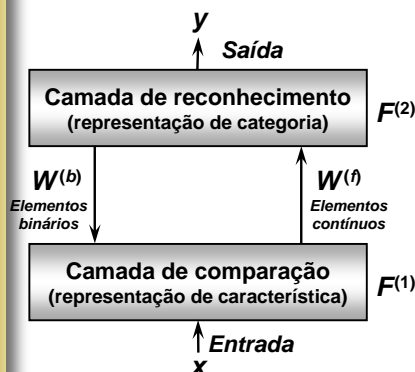 y
Saída
Camada de reconhecimento
(representação de categoria)
F(2)
W(b)
Elementos
binários
W(f)
Elementos
contínuos
Camada de comparação
(representação de característica)
F(1)
Entrada
x